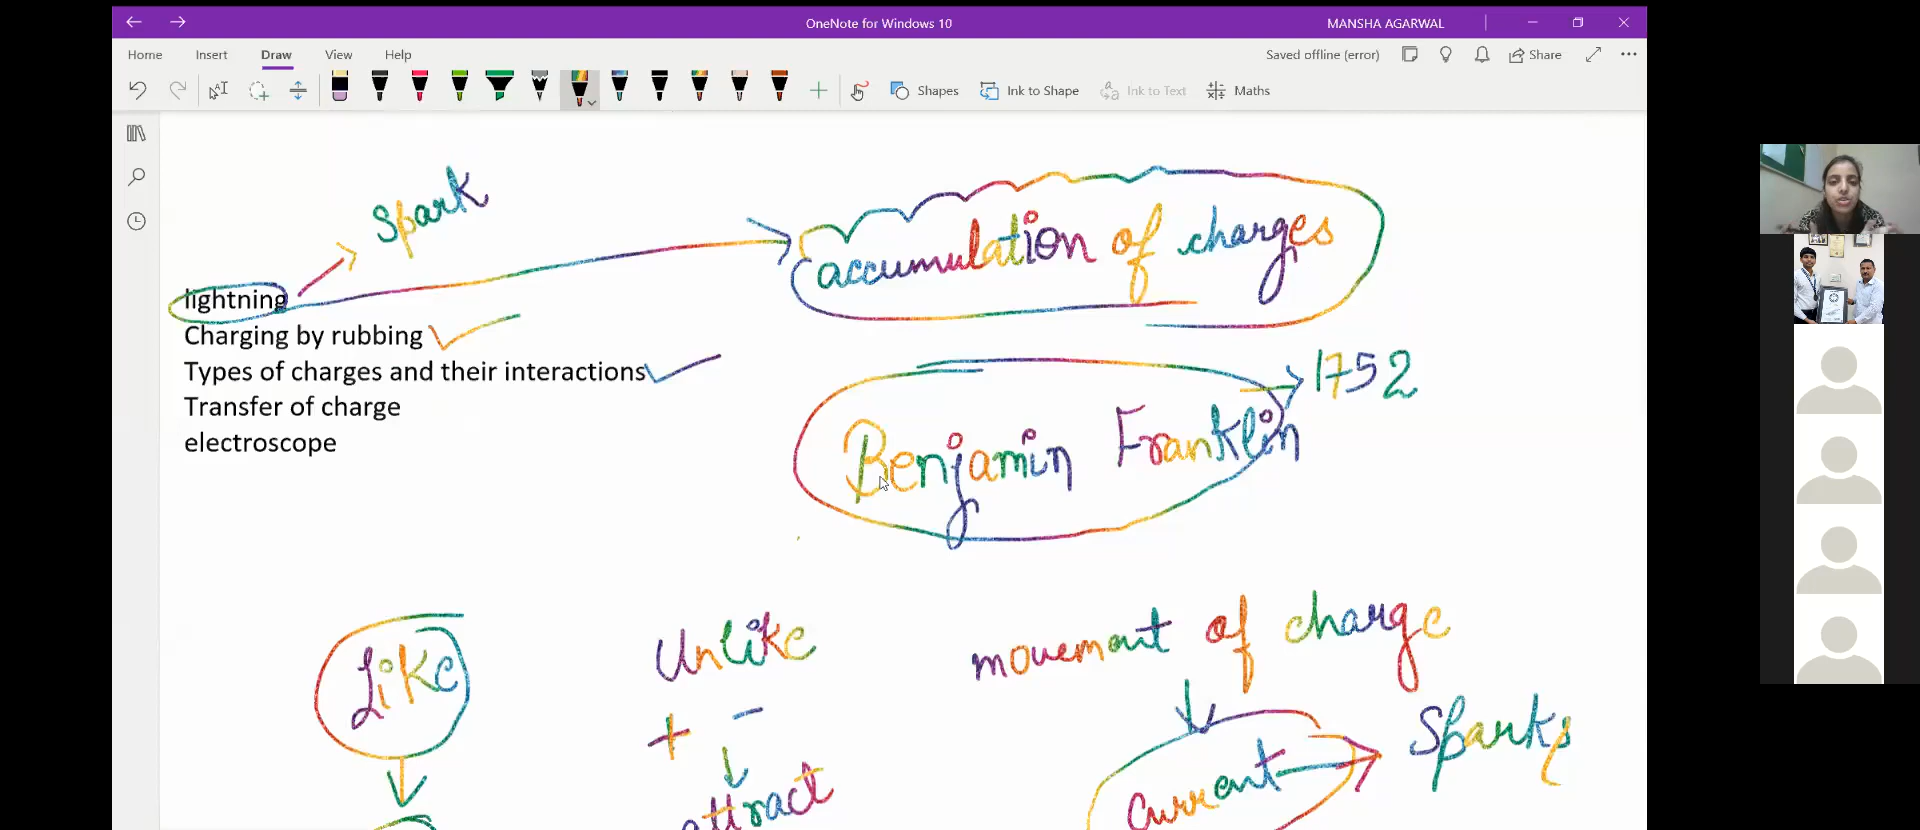 OneNote for Windows 10
MANSHA AGARWAL
Home Insert Draw View Help
Saved offline (error)
Share
Shapes
Ink to Shape
Ink to Text
Maths
Spark
accumulation of charges
lightning
Charging by rubbing
Types of charges and their interactions
Transfer of charge
electroscope
1752
Benjamin Franklin
Like
Unlike
+ -
attract
movement of charge
current
Sparks